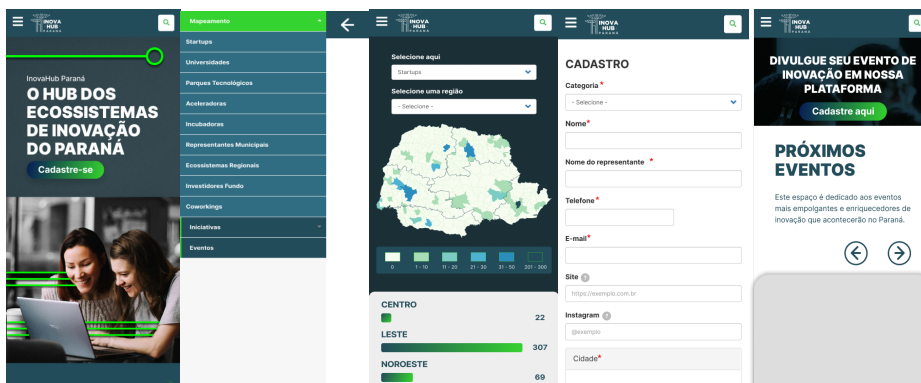 INOVA
HUB
PARANÁ
InovaHub Paraná
O HUB DOS
ECOSSISTEMAS
DE INOVAÇÃO
DO PARANÁ
Cadastre-se
Mapeamento
Startups
Universidades
Parques Tecnológicos
Aceleradoras
Incubadoras
Representantes Municipais
Ecossistemas Regionais
Investidores Fundo
Coworkings
Iniciativas
Eventos
INOVA
HUB
PARANÁ
Selecione aqui
Startups
Selecione uma região
- Selecione -
0 1 - 10 11 - 20 21 - 30 31 - 50 201 - 300
CENTRO
22
LESTE
307
NOROESTE
69
INOVA
HUB
PARANÁ
CADASTRO
Categoria *
- Selecione -
Nome*
Nome do representante *
Telefone*
E-mail*
Site ?
https://exemplo.com.br
Instagram ?
@exemplo
Cidade*
INOVA
HUB
PARANÁ
DIVULGUE SEU EVENTO DE
INOVAÇÃO EM NOSSA
PLATAFORMA
Cadastre aqui
PRÓXIMOS
EVENTOS
Este espaço é dedicado aos eventos
mais empolgantes e enriquecedores de
inovação que acontecerão no Paraná.